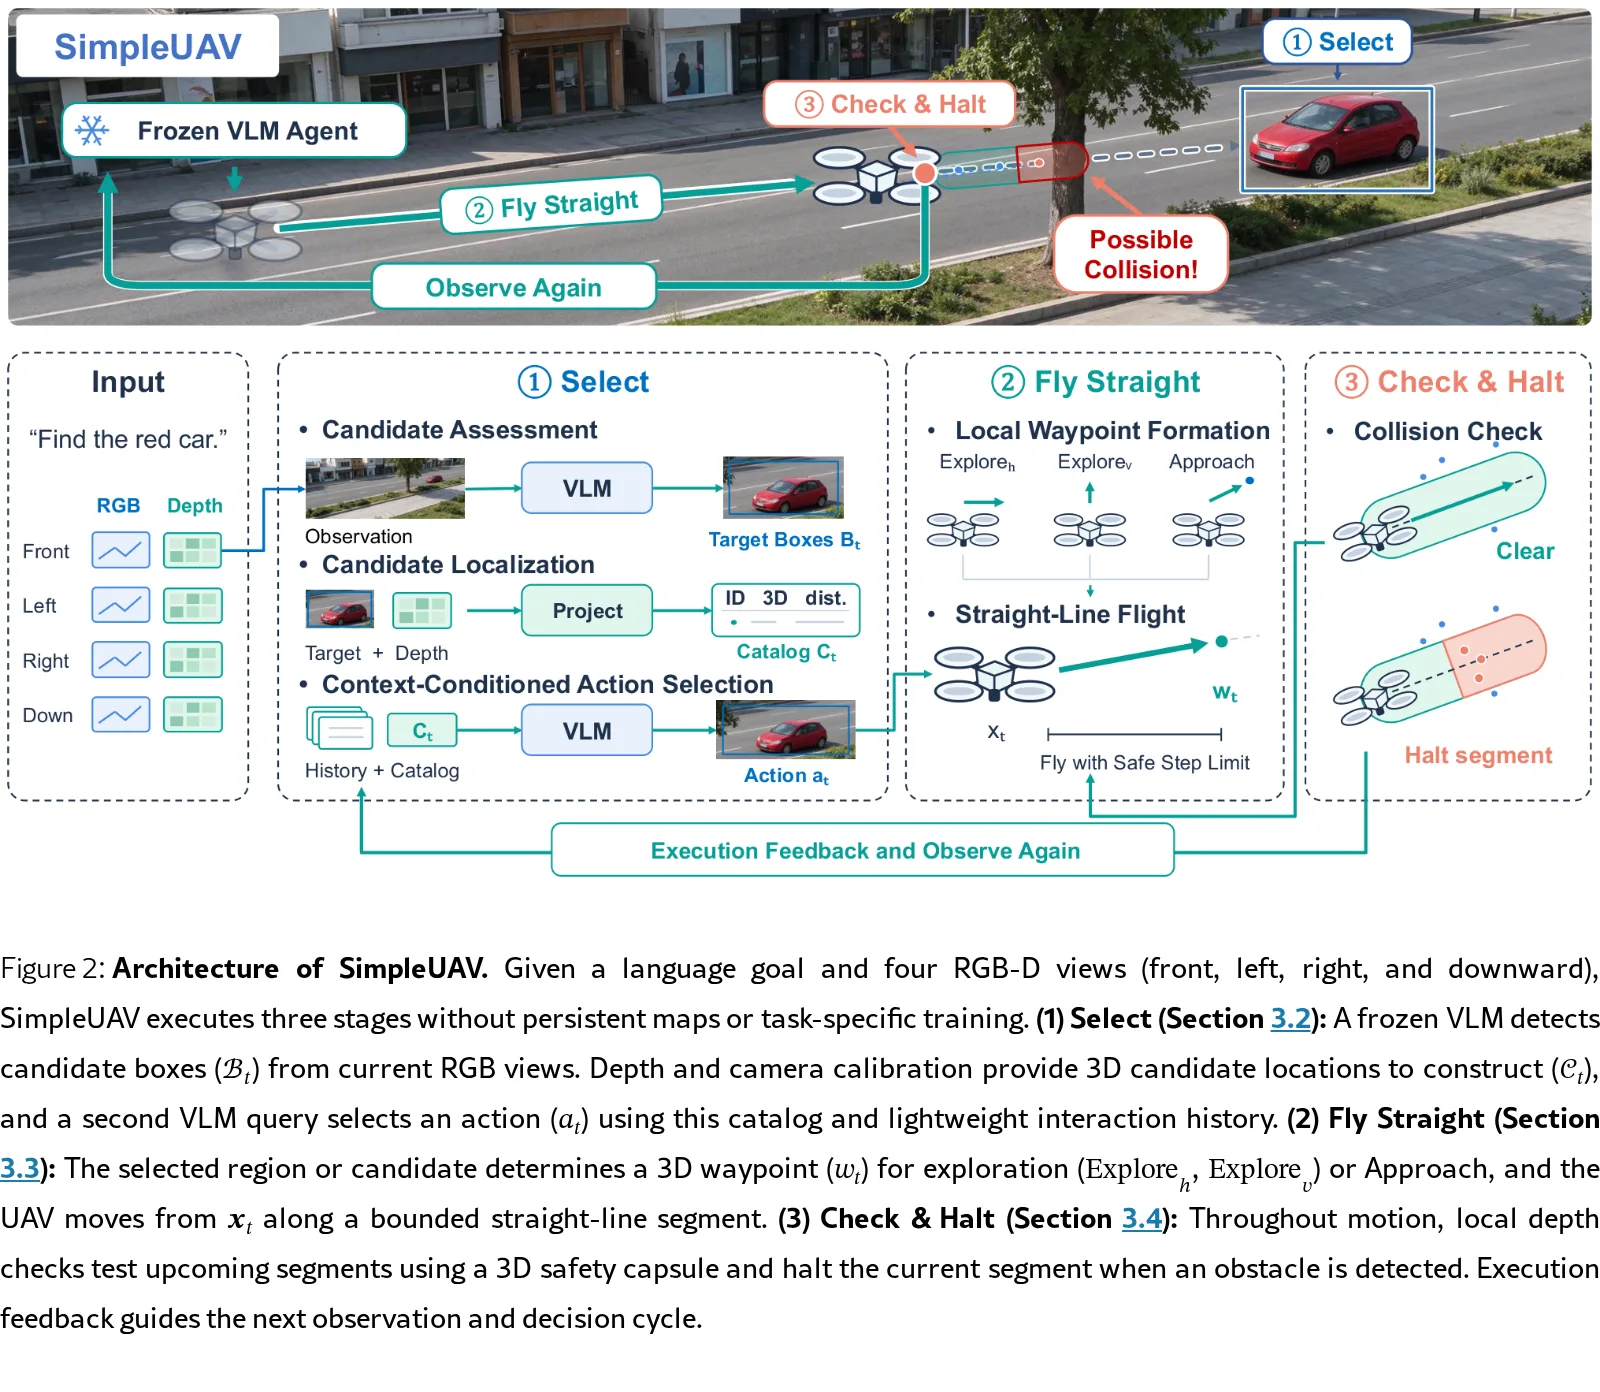 SimpleUAV
① Select
③ Check & Halt
Frozen VLM Agent
② Fly Straight
Possible
Collision!
Observe Again
Input
“Find the red car.”
RGB Depth
Front
Left
Right
Down
① Select
• Candidate Assessment
VLM
Observation
Target Boxes Bₜ
• Candidate Localization
Project
ID 3D dist.
Target + Depth
Catalog Cₜ
• Context-Conditioned Action Selection
Cₜ
VLM
History + Catalog
Action aₜ
② Fly Straight
• Local Waypoint Formation
Exploreₕ Exploreᵥ Approach
• Straight-Line Flight
wₜ
xₜ
Fly with Safe Step Limit
③ Check & Halt
• Collision Check
Clear
Halt segment
Execution Feedback and Observe Again
Figure 2: Architecture of SimpleUAV. Given a language goal and four RGB-D views (front, left, right, and downward),
SimpleUAV executes three stages without persistent maps or task-specific training. (1) Select (Section 3.2): A frozen VLM detects
candidate boxes (ℬₜ) from current RGB views. Depth and camera calibration provide 3D candidate locations to construct (𝒞ₜ),
and a second VLM query selects an action (aₜ) using this catalog and lightweight interaction history. (2) Fly Straight (Section
3.3): The selected region or candidate determines a 3D waypoint (wₜ) for exploration (Exploreₕ, Exploreᵥ) or Approach, and the
UAV moves from xₜ along a bounded straight-line segment. (3) Check & Halt (Section 3.4): Throughout motion, local depth
checks test upcoming segments using a 3D safety capsule and halt the current segment when an obstacle is detected. Execution
feedback guides the next observation and decision cycle.